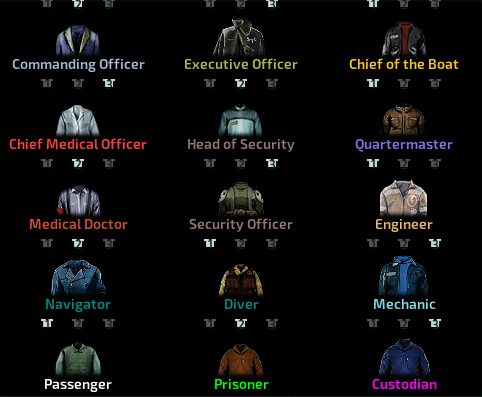 Commanding Officer
Executive Officer
Chief of the Boat
Chief Medical Officer
Head of Security
Quartermaster
Medical Doctor
Security Officer
Engineer
Navigator
Diver
Mechanic
Passenger
Prisoner
Custodian